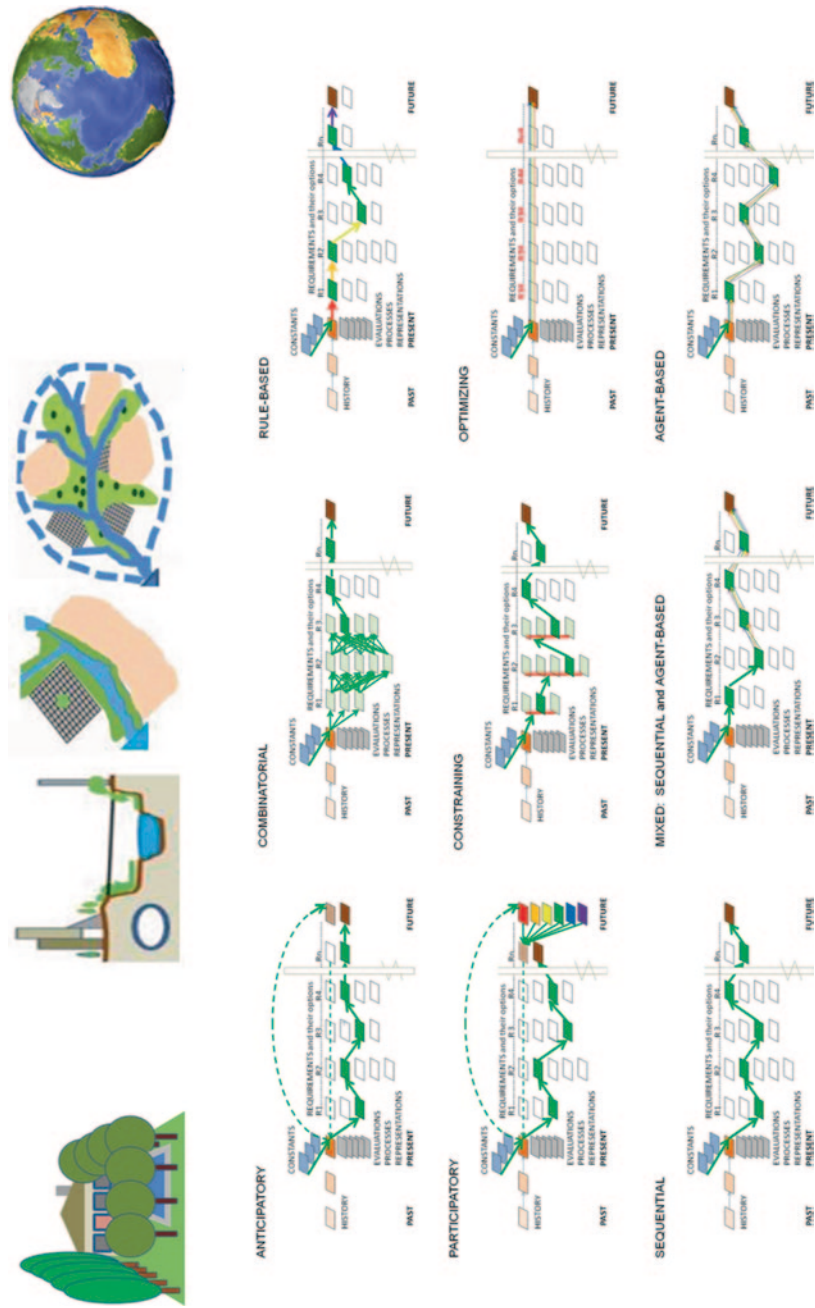 ANTICIPATORY
CONSTANTS
REQUIREMENTS and their options
R1. R2. R3. R4. Rn.
HISTORY
EVALUATIONS
PROCESSES
REPRESENTATIONS
PAST PRESENT FUTURE
COMBINATORIAL
CONSTANTS
REQUIREMENTS and their options
R1. R2. R 3. R4. Rn.
HISTORY
EVALUATIONS
PROCESSES
REPRESENTATIONS
PAST PRESENT FUTURE
RULE-BASED
CONSTANTS
REQUIREMENTS and their options
R1. R2. R.3. R4. Rn.
HISTORY
EVALUATIONS
PROCESSES
REPRESENTATIONS
PAST PRESENT FUTURE
PARTICIPATORY
CONSTANTS
REQUIREMENTS and their options
R1. R2. R 3. R4. Rn.
HISTORY
EVALUATIONS
PROCESSES
REPRESENTATIONS
PAST PRESENT FUTURE
CONSTRAINING
CONSTANTS
REQUIREMENTS and their options
R1. R2. R 3. R4. Rn.
HISTORY
EVALUATIONS
PROCESSES
REPRESENTATIONS
PAST PRESENT FUTURE
OPTIMIZING
CONSTANTS
REQUIREMENTS and their options
HISTORY
EVALUATIONS
PROCESSES
REPRESENTATIONS
PAST PRESENT FUTURE
SEQUENTIAL
CONSTANTS
REQUIREMENTS and their options
R1. R2. R 3. R4. Rn.
HISTORY
EVALUATIONS
PROCESSES
REPRESENTATIONS
PAST PRESENT FUTURE
MIXED: SEQUENTIAL and AGENT-BASED
CONSTANTS
REQUIREMENTS and their options
R1. R2. R 3. R4. Rn.
HISTORY
EVALUATIONS
PROCESSES
REPRESENTATIONS
PAST PRESENT FUTURE
AGENT-BASED
CONSTANTS
REQUIREMENTS and their options
R1. R2. R 3. R4. Rn.
HISTORY
EVALUATIONS
PROCESSES
REPRESENTATIONS
PAST PRESENT FUTURE